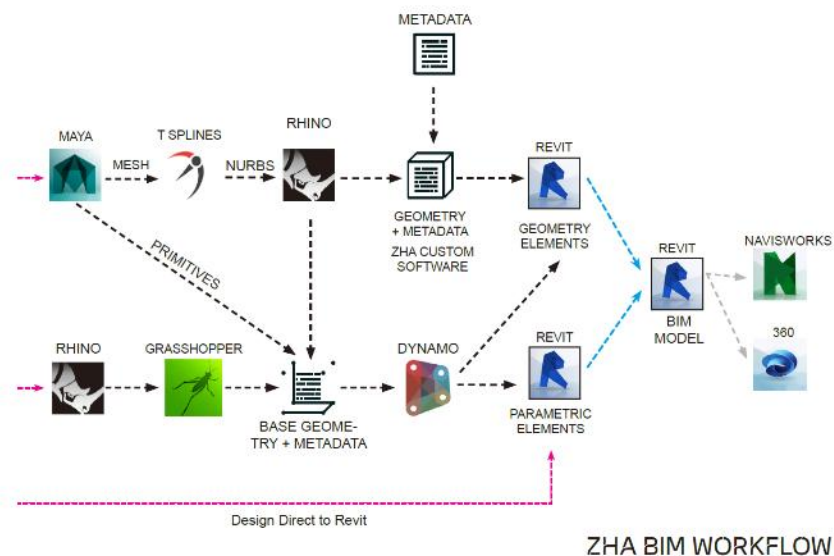 METADATA
MAYA
MESH
T SPLINES
NURBS
RHINO
GEOMETRY
+ METADATA
ZHA CUSTOM
SOFTWARE
REVIT
GEOMETRY
ELEMENTS
REVIT
BIM
MODEL
NAVISWORKS
360
PRIMITIVES
RHINO
GRASSHOPPER
BASE GEOME-
TRY + METADATA
DYNAMO
REVIT
PARAMETRIC
ELEMENTS
Design Direct to Revit
ZHA BIM WORKFLOW